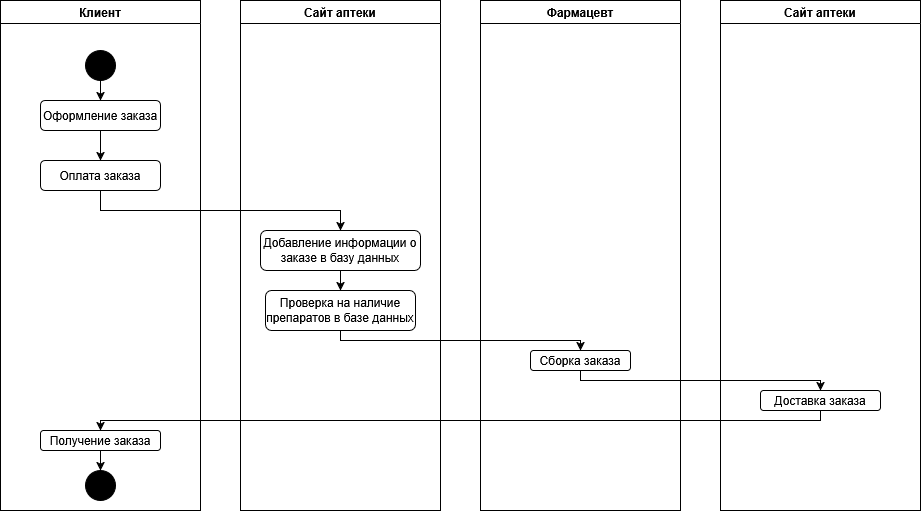 Клиент
Сайт аптеки
Фармацевт
Сайт аптеки
Оформление заказа
Оплата заказа
Добавление информации о
заказе в базу данных
Проверка на наличие
препаратов в базе данных
Сборка заказа
Доставка заказа
Получение заказа